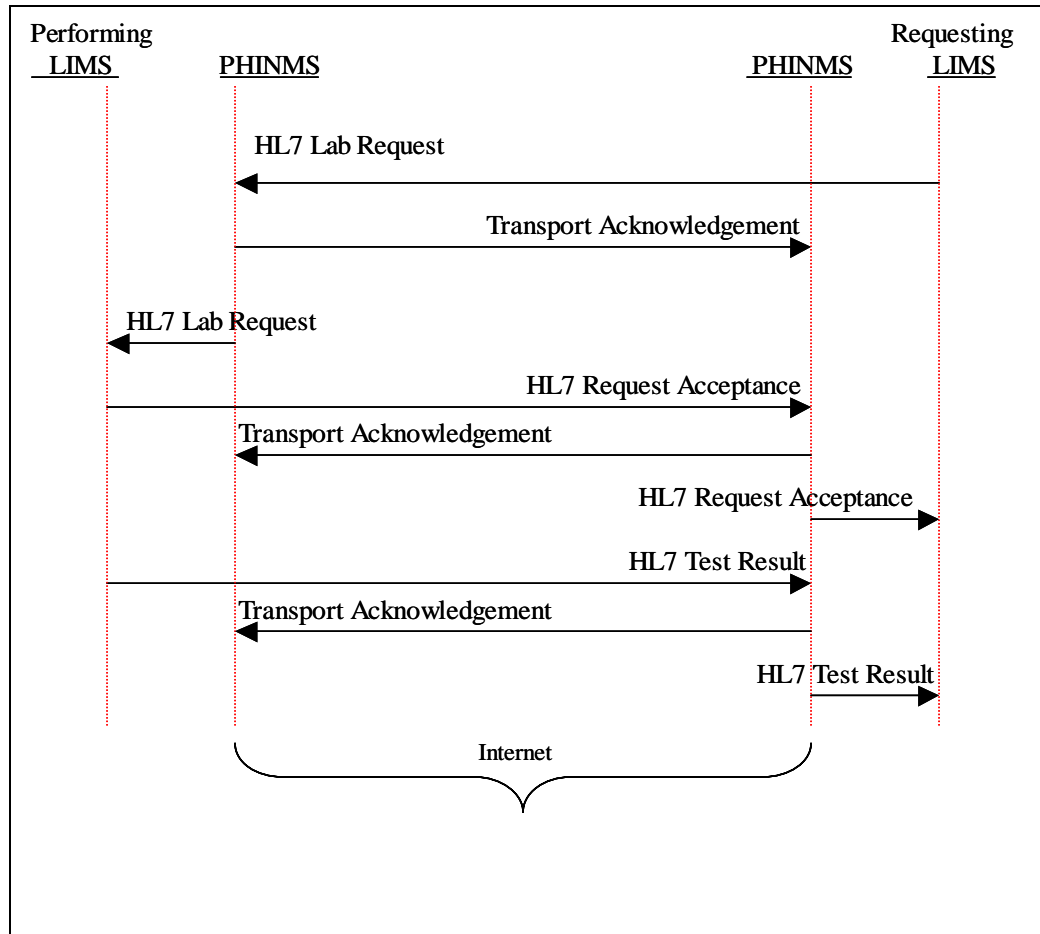 Performing
LIMS
PHINMS
PHINMS
Requesting
LIMS
HL7 Lab Request
Transport Acknowledgement
HL7 Lab Request
HL7 Request Acceptance
Transport Acknowledgement
HL7 Request Acceptance
HL7 Test Result
Transport Acknowledgement
HL7 Test Result
Internet